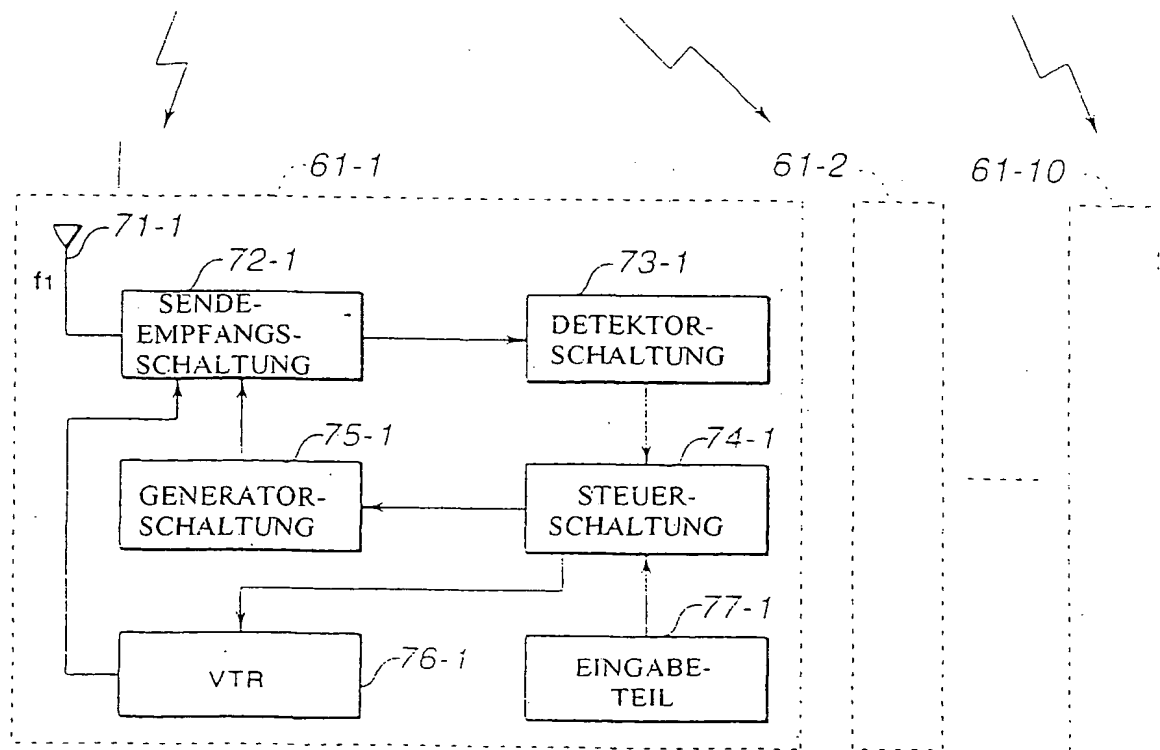 61-1
61-2
61-10
71-1
f1
72-1
SENDE-
EMPFANGS-
SCHALTUNG
73-1
DETEKTOR-
SCHALTUNG
75-1
GENERATOR-
SCHALTUNG
74-1
STEUER-
SCHALTUNG
VTR
76-1
77-1
EINGABE-
TEIL